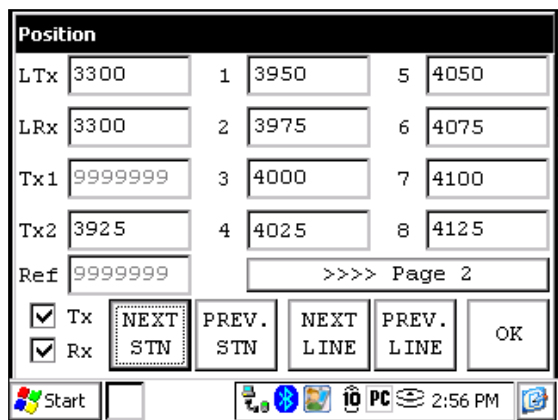 Position
LTx 3300 1 3950 5 4050
LRx 3300 2 3975 6 4075
Tx1 9999999 3 4000 7 4100
Tx2 3925 4 4025 8 4125
Ref 9999999 >>>> Page 2
Tx
Rx
NEXT STN
PREV. STN
NEXT LINE
PREV. LINE
OK
Start PC 2:56 PM